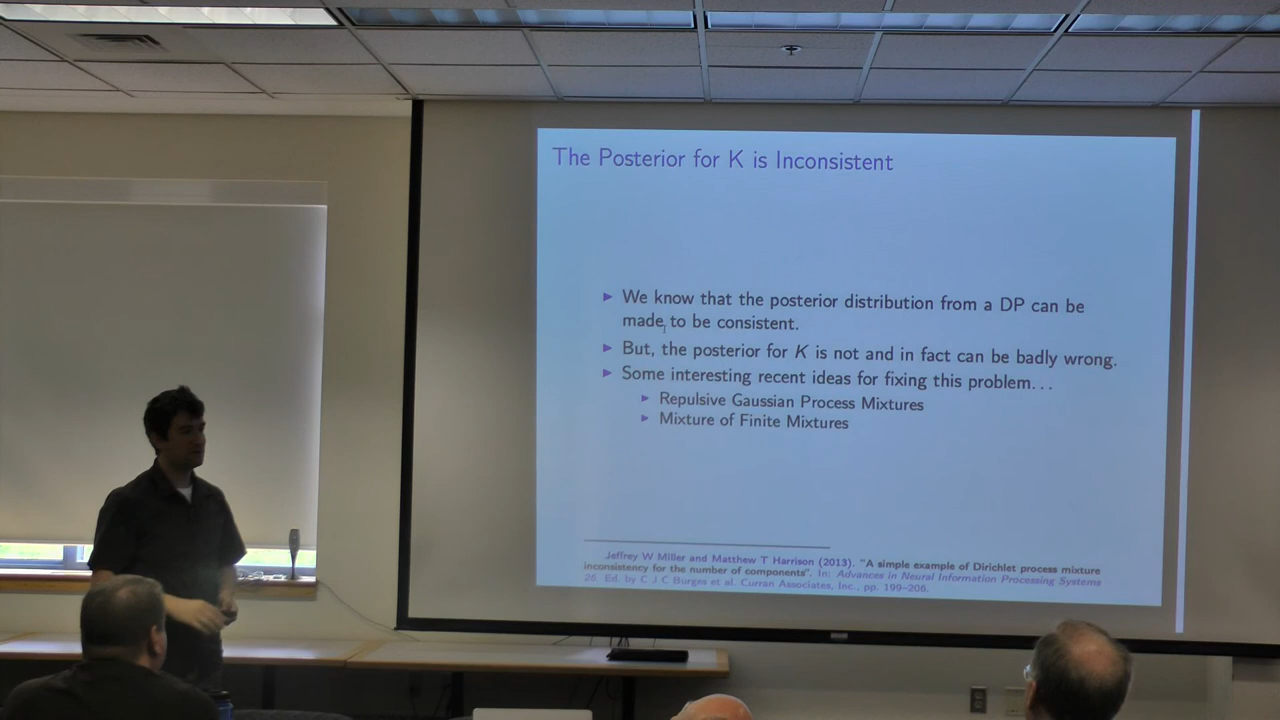 The Posterior for K is Inconsistent
We know that the posterior distribution from a DP can be
made to be consistent.
But, the posterior for K is not and in fact can be badly wrong.
Some interesting recent ideas for fixing this problem...
Repulsive Gaussian Process Mixtures
Mixture of Finite Mixtures
Jeffrey W Miller and Matthew T Harrison (2013). "A simple example of Dirichlet process mixture
inconsistency for the number of components". In: Advances in Neural Information Processing Systems
26. Ed. by C J C Burges et al. Curran Associates, Inc., pp. 199–206.